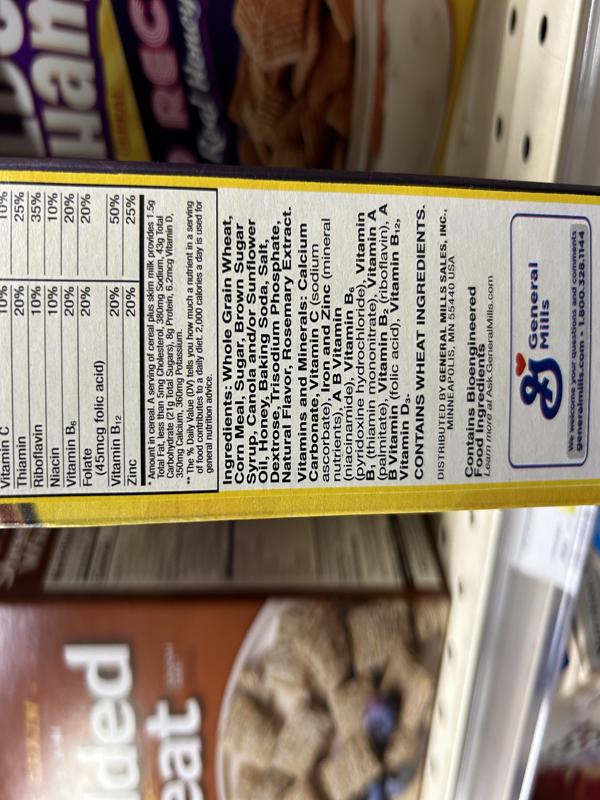 Vitamin C 10% 10%
Thiamin 20% 25%
Riboflavin 10% 35%
Niacin 10% 10%
Vitamin B6 20% 20%
Folate 20% 20%
(45mcg folic acid)
Vitamin B12 20% 50%
Zinc 20% 25%
* Amount in cereal. A serving of cereal plus skim milk provides 1.5g
Total Fat, less than 5mg Cholesterol, 380mg Sodium, 43g Total
Carbohydrate (21g Total Sugars), 8g Protein, 6.2mcg Vitamin D,
350mg Calcium, 360mg Potassium.
** The % Daily Value (DV) tells you how much a nutrient in a serving
of food contributes to a daily diet. 2,000 calories a day is used for
general nutrition advice.
Ingredients: Whole Grain Wheat,
Corn Meal, Sugar, Brown Sugar
Syrup, Canola and/or Sunflower
Oil, Honey, Baking Soda, Salt,
Dextrose, Trisodium Phosphate,
Natural Flavor, Rosemary Extract.
Vitamins and Minerals: Calcium
Carbonate, Vitamin C (sodium
ascorbate), Iron and Zinc (mineral
nutrients), A B Vitamin
(niacinamide), Vitamin B6
(pyridoxine hydrochloride), Vitamin
B1 (thiamin mononitrate), Vitamin A
(palmitate), Vitamin B2 (riboflavin), A
B Vitamin (folic acid), Vitamin B12,
Vitamin D3.
CONTAINS WHEAT INGREDIENTS.
DISTRIBUTED BY GENERAL MILLS SALES, INC.,
MINNEAPOLIS, MN 55440 USA
Contains Bioengineered
Food Ingredients
Learn more at Ask.GeneralMills.com
General
Mills
We welcome your questions and comments
generalmills.com • 1.800.328.1144
Real Honey